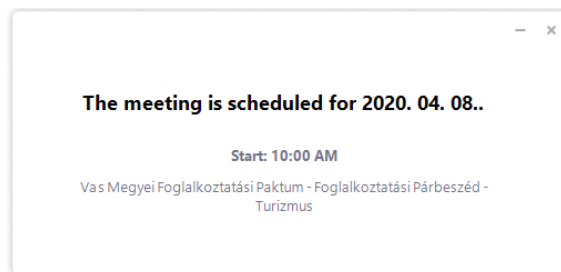 The meeting is scheduled for 2020. 04. 08..
Start: 10:00 AM
Vas Megyei Foglalkoztatási Paktum - Foglalkoztatási Párbeszéd -
Turizmus